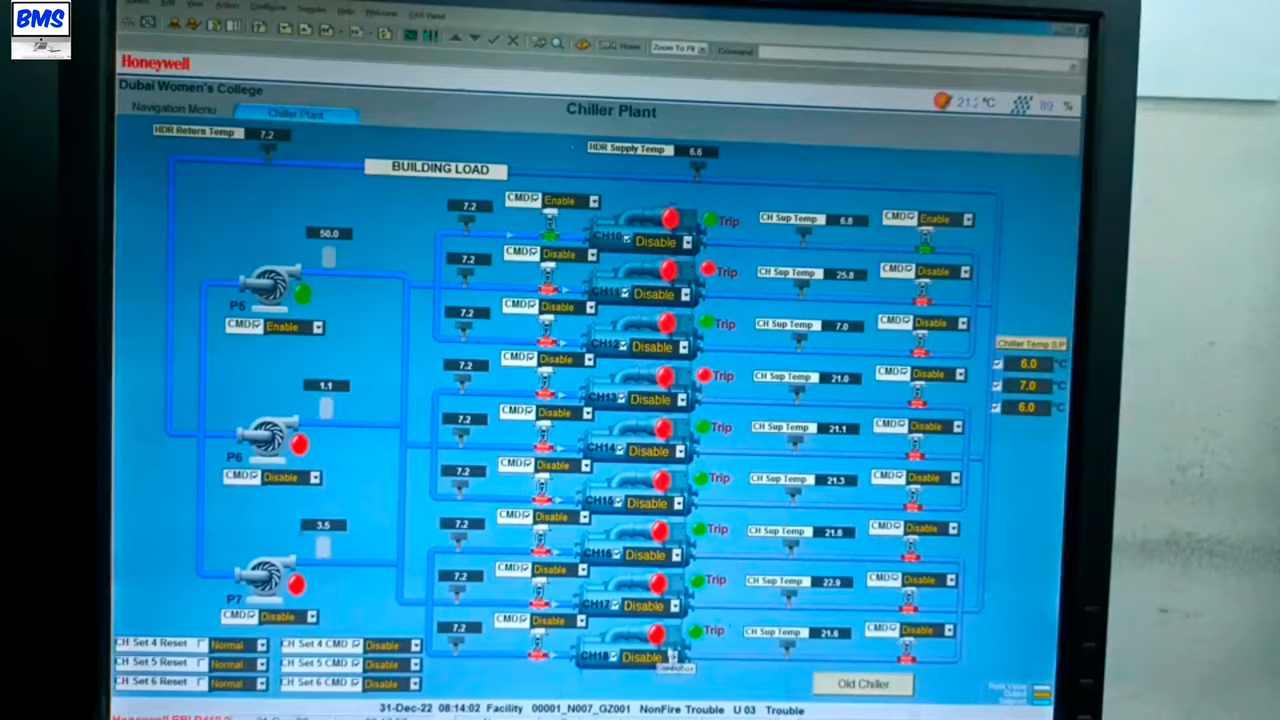 BMS
Honeywell
Dubai Women's College
Navigation Menu
Chiller Plant
Chiller Plant
Home
Zoom To Fit
Command
89 %
HDR Return Temp 7.2
HDR Supply Temp 6.6
BUILDING LOAD
7.2 CMD Enable CH10 Disable Trip CH Sup Temp 6.8 CMD Enable
7.2 CMD Disable CH11 Disable Trip CH Sup Temp 25.8 CMD Disable
7.2 CMD Disable CH12 Disable Trip CH Sup Temp 7.0 CMD Disable
7.2 CMD Disable CH13 Disable Trip CH Sup Temp 21.0 CMD Disable
7.2 CMD Disable CH14 Disable Trip CH Sup Temp 21.1 CMD Disable
7.2 CMD Disable CH15 Disable Trip CH Sup Temp 21.3 CMD Disable
7.2 CMD Disable CH16 Disable Trip CH Sup Temp 21.6 CMD Disable
7.2 CMD Disable CH17 Disable Trip CH Sup Temp 22.9 CMD Disable
7.2 CMD Disable CH18 Disable Trip CH Sup Temp 21.6 CMD Disable
50.0
P5
CMD Enable
1.1
P6
CMD Disable
3.5
P7
CMD Disable
Chiller Temp S.P
6.0 °C
7.0 °C
6.0 °C
CH Set 4 Reset Normal CH Set 4 CMD Disable
CH Set 5 Reset Normal CH Set 5 CMD Disable
CH Set 6 Reset Normal CH Set 6 CMD Disable
Combobox
Old Chiller
31-Dec-22 08:14:02 Facility 00001_N007_GZ001 NonFire Trouble U 03 Trouble